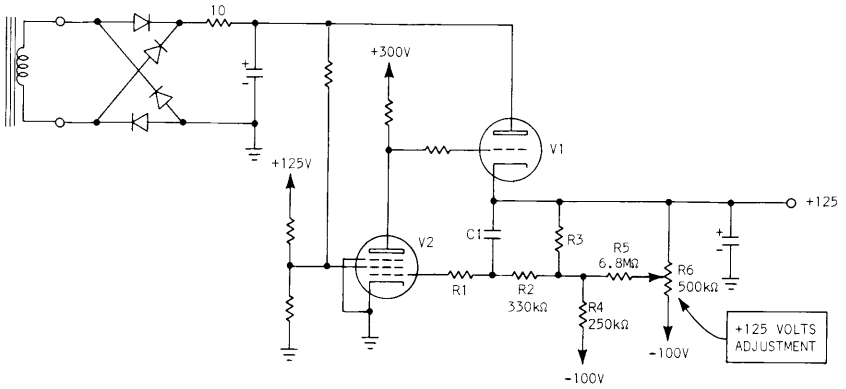 10
+
-
+300V
+125V
V1
V2
+125
C1
R3
R5
6.8MΩ
+
-
R1
R2
330kΩ
R6
500kΩ
R4
250kΩ
-100V
-100V
+125 VOLTS
ADJUSTMENT